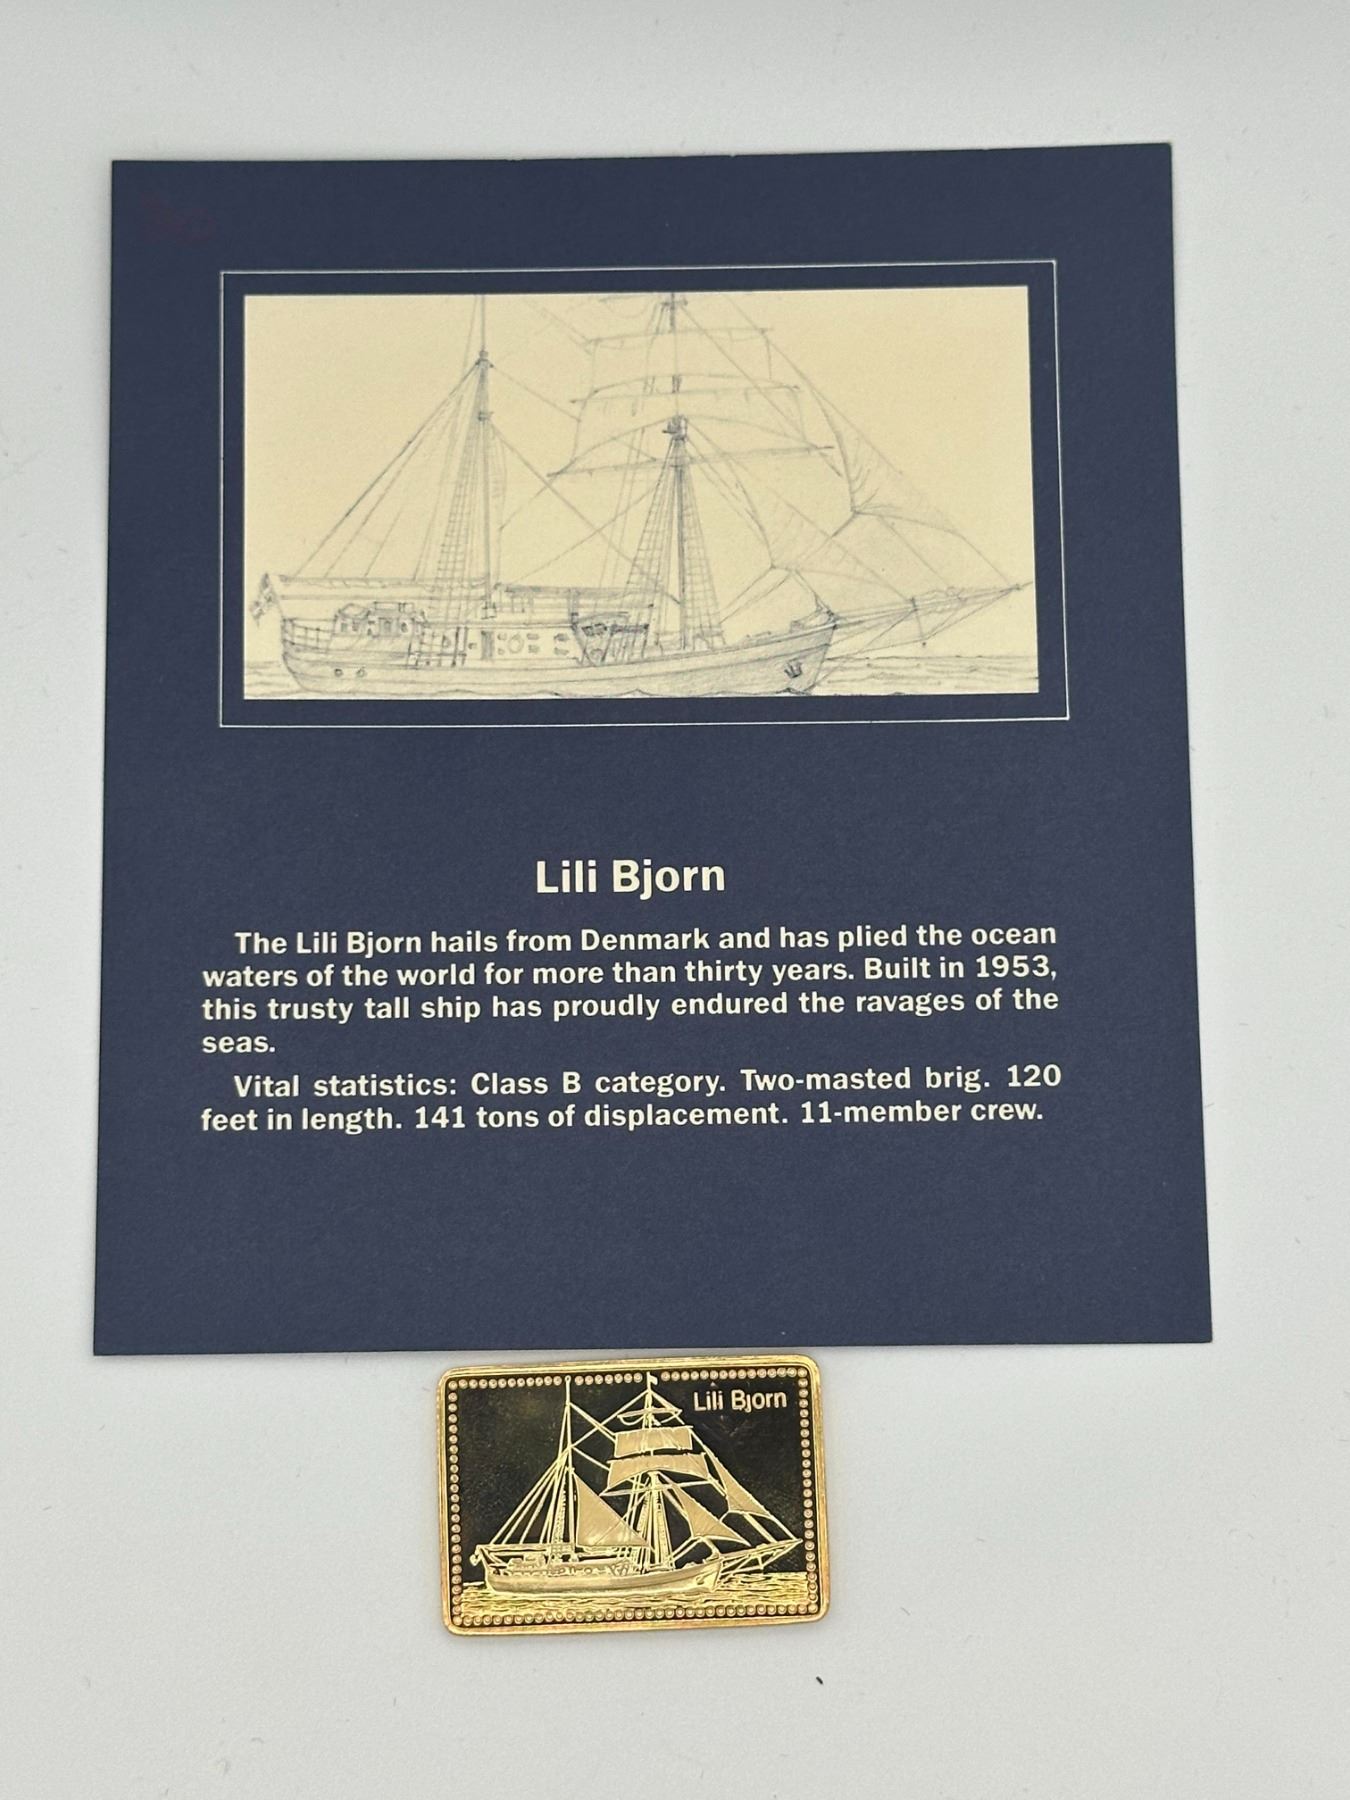 Lili Bjorn
The Lili Bjorn hails from Denmark and has plied the ocean
waters of the world for more than thirty years. Built in 1953,
this trusty tall ship has proudly endured the ravages of the
seas.
Vital statistics: Class B category. Two-masted brig. 120
feet in length. 141 tons of displacement. 11-member crew.
Lili Bjorn